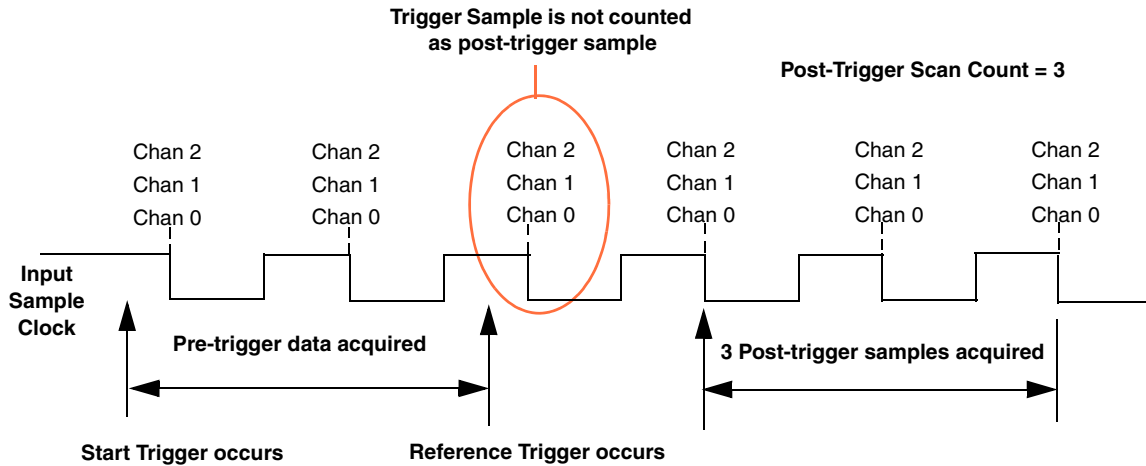 Trigger Sample is not counted
as post-trigger sample
Post-Trigger Scan Count = 3
Chan 2 Chan 2 Chan 2 Chan 2 Chan 2 Chan 2
Chan 1 Chan 1 Chan 1 Chan 1 Chan 1 Chan 1
Chan 0 Chan 0 Chan 0 Chan 0 Chan 0 Chan 0
Input
Sample
Clock
Pre-trigger data acquired
3 Post-trigger samples acquired
Start Trigger occurs
Reference Trigger occurs